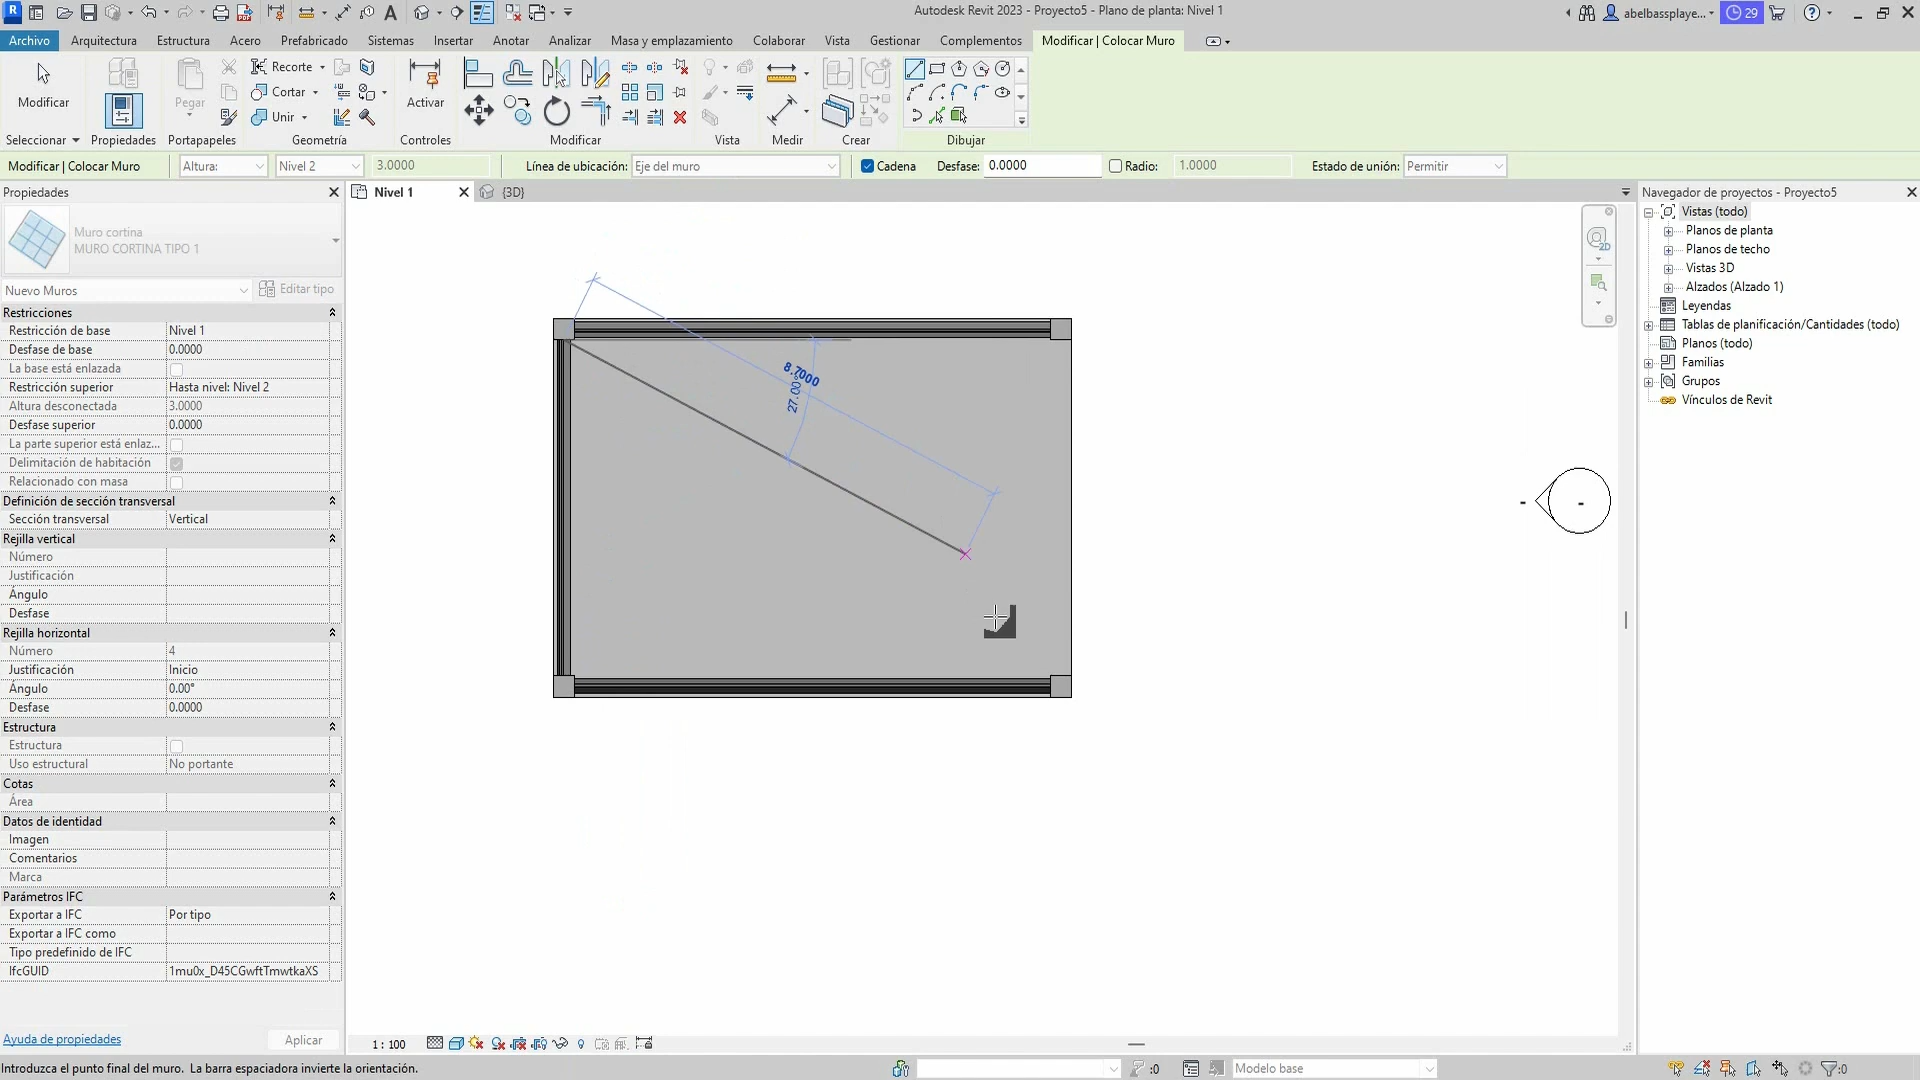 Autodesk Revit 2023 - Proyecto5 - Plano de planta: Nivel 1
abelbassplaye...
29
Archivo
Arquitectura
Estructura
Acero
Prefabricado
Sistemas
Insertar
Anotar
Analizar
Masa y emplazamiento
Colaborar
Vista
Gestionar
Complementos
Modificar | Colocar Muro
Modificar
Pegar
Recorte
Cortar
Unir
Activar
Seleccionar
Propiedades
Portapapeles
Geometría
Controles
Modificar
Vista
Medir
Crear
Dibujar
Modificar | Colocar Muro
Altura:
Nivel 2
3.0000
Línea de ubicación:
Eje del muro
Cadena
Desfase:
0.0000
Radio:
1.0000
Estado de unión:
Permitir
Propiedades
Nivel 1
{3D}
Navegador de proyectos - Proyecto5
Muro cortina
MURO CORTINA TIPO 1
Nuevo Muros
Editar tipo
Restricciones
Restricción de base Nivel 1
Desfase de base 0.0000
La base está enlazada
Restricción superior Hasta nivel: Nivel 2
Altura desconectada 3.0000
Desfase superior 0.0000
La parte superior está enlaz...
Delimitación de habitación
Relacionado con masa
Definición de sección transversal
Sección transversal Vertical
Rejilla vertical
Número
Justificación
Ángulo
Desfase
Rejilla horizontal
Número 4
Justificación Inicio
Ángulo 0.00°
Desfase 0.0000
Estructura
Estructura
Uso estructural No portante
Cotas
Área
Datos de identidad
Imagen
Comentarios
Marca
Parámetros IFC
Exportar a IFC Por tipo
Exportar a IFC como
Tipo predefinido de IFC
IfcGUID 1mu0x_D45CGwftTmwtkaXS
Ayuda de propiedades
Aplicar
8.7000
27.00°
2D
Vistas (todo)
Planos de planta
Planos de techo
Vistas 3D
Alzados (Alzado 1)
Leyendas
Tablas de planificación/Cantidades (todo)
Planos (todo)
Familias
Grupos
Vínculos de Revit
1 : 100
Introduzca el punto final del muro. La barra espaciadora invierte la orientación.
:0
Modelo base
:0